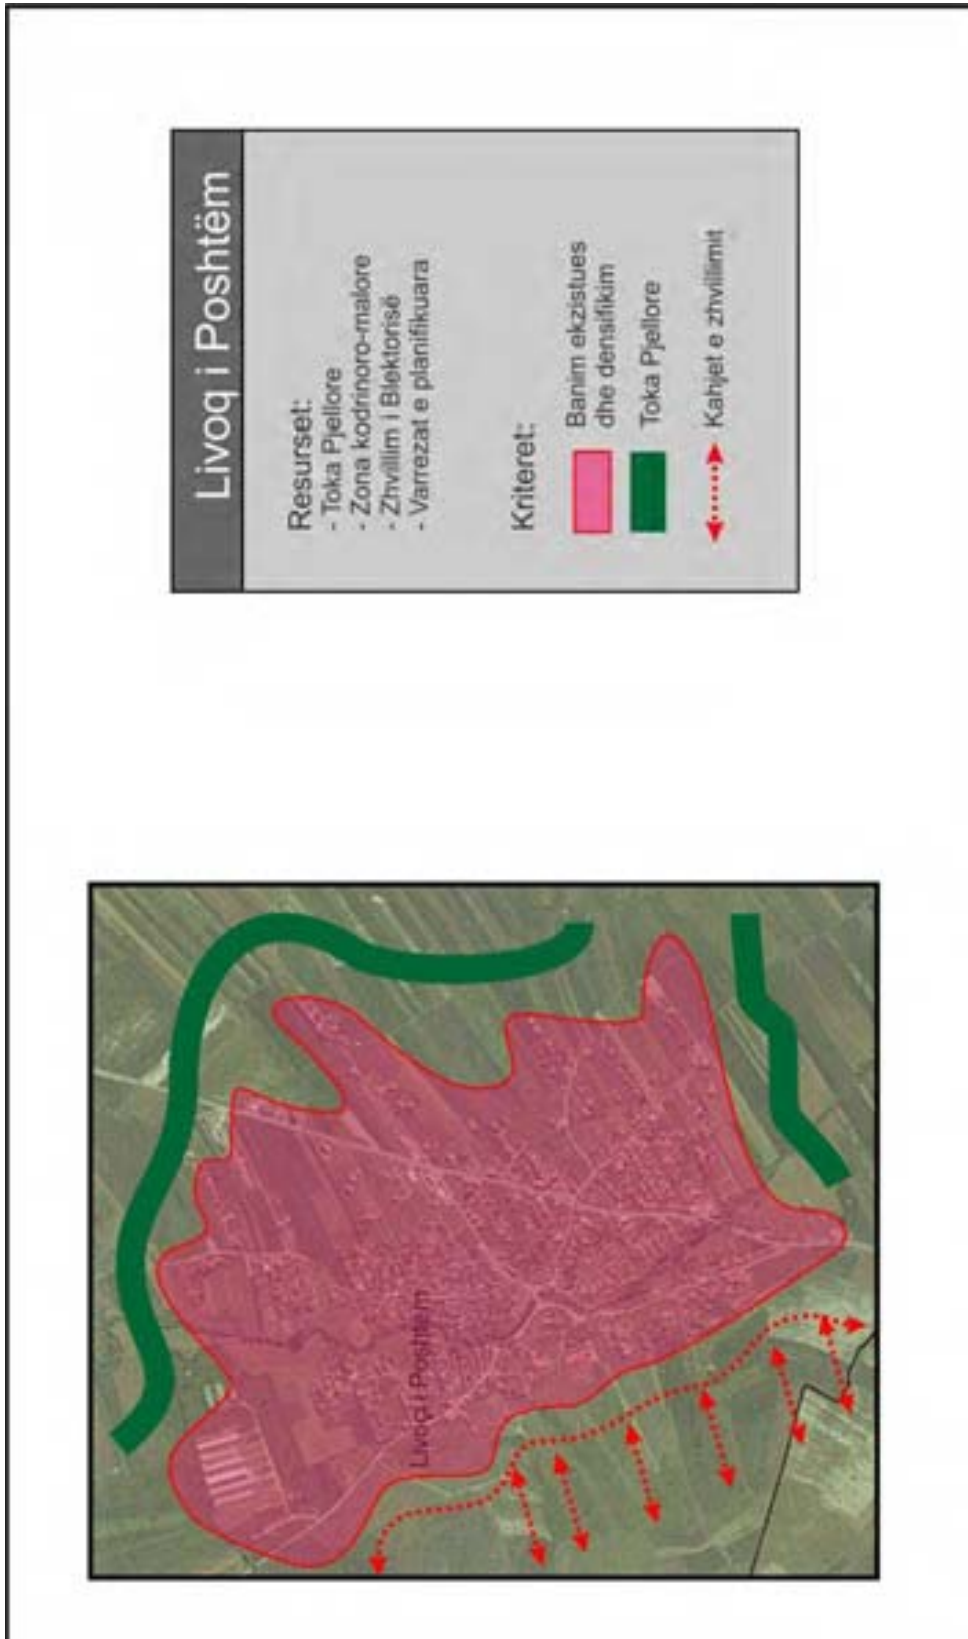 Livoq i Poshtëm
Resurset:
- Toka Pjellore
- Zona kodrinoro-malore
- Zhvillim i Blektorisë
- Varrezat e planifikuara
Kriteret:
Banim ekzistues
dhe densifikim
Toka Pjellore
Kahjet e zhvillimit
Livoçi i Poshtëm